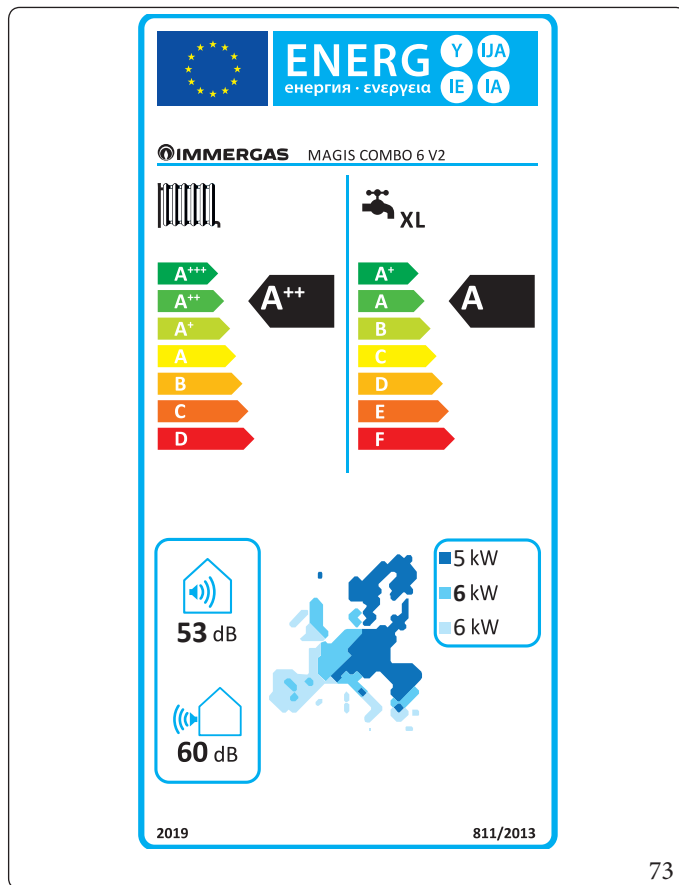 ENERG
енергия · ενεργεια
Y IJA
IE IA
IMMERGAS MAGIS COMBO 6 V2
XL
A+++
A++
A+
A
B
C
D
A++
A+
A
B
C
D
E
F
A
53 dB
60 dB
5 kW
6 kW
6 kW
2019
811/2013
73